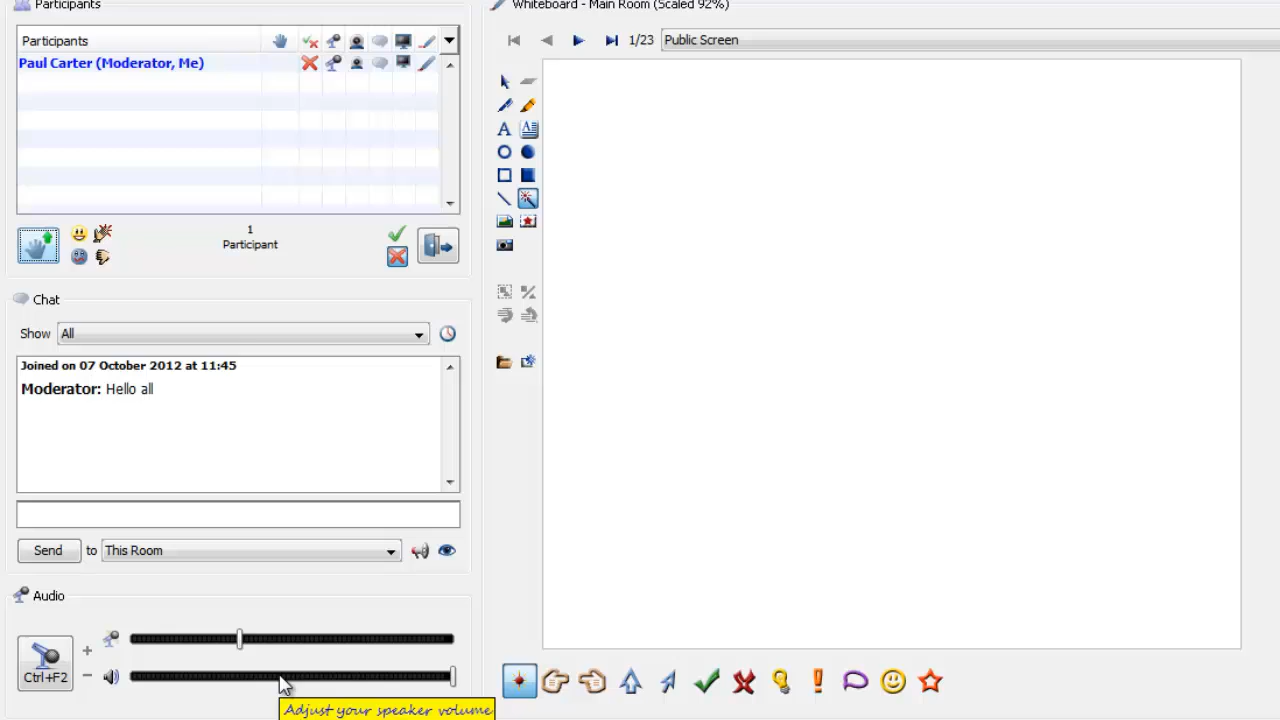 Participants
Whiteboard - Main Room (Scaled 92%)
Participants
1/23
Public Screen
Paul Carter (Moderator, Me)
A
1
Participant
Chat
Show
All
Joined on 07 October 2012 at 11:45
Moderator: Hello all
Send
to
This Room
Audio
Ctrl+F2
Adjust your speaker volume